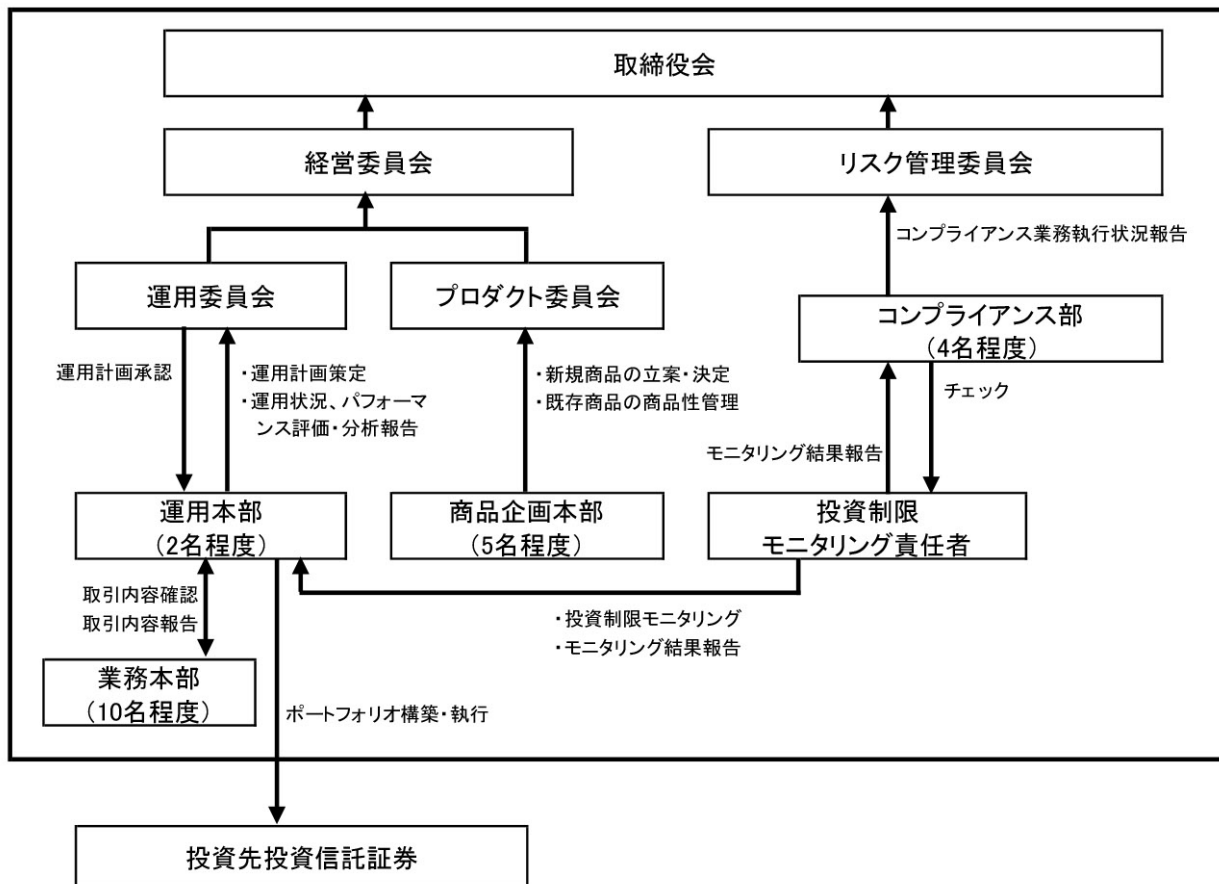 取締役会
経営委員会
リスク管理委員会
コンプライアンス業務執行状況報告
運用委員会
プロダクト委員会
コンプライアンス部
(4名程度)
運用計画承認
・運用計画策定
・運用状況、パフォーマ
ンス評価・分析報告
・新規商品の立案・決定
・既存商品の商品性管理
チェック
モニタリング結果報告
運用本部
(2名程度)
商品企画本部
(5名程度)
投資制限
モニタリング責任者
取引内容確認
取引内容報告
・投資制限モニタリング
・モニタリング結果報告
業務本部
(10名程度)
ポートフォリオ構築・執行
投資先投資信託証券